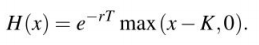 H(x) = e^{-rT} max (x − K, 0).